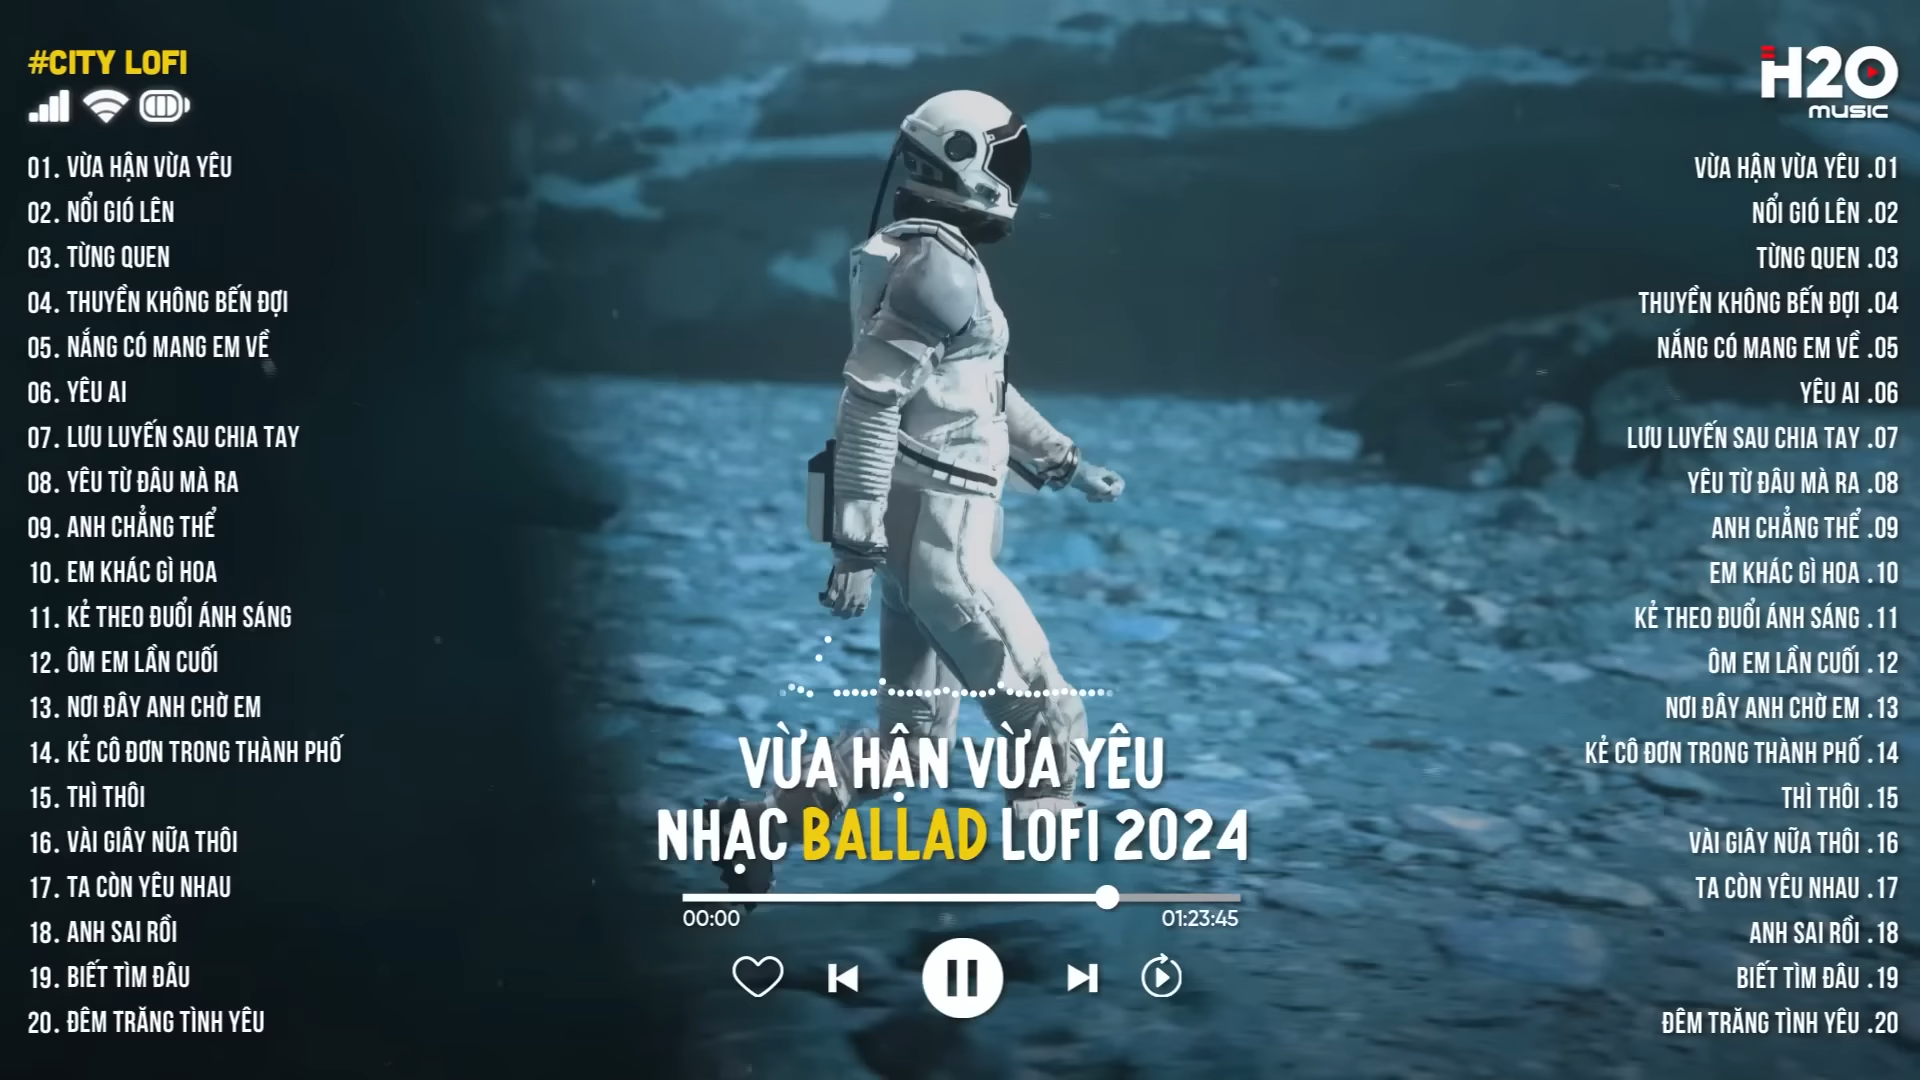 #CITY LOFI
01. VỪA HẬN VỪA YÊU
02. NỔI GIÓ LÊN
03. TỪNG QUEN
04. THUYỀN KHÔNG BẾN ĐỢI
05. NẮNG CÓ MANG EM VỀ
06. YÊU AI
07. LƯU LUYẾN SAU CHIA TAY
08. YÊU TỪ ĐÂU MÀ RA
09. ANH CHẲNG THỂ
10. EM KHÁC GÌ HOA
11. KẺ THEO ĐUỔI ÁNH SÁNG
12. ÔM EM LẦN CUỐI
13. NƠI ĐÂY ANH CHỜ EM
14. KẺ CÔ ĐƠN TRONG THÀNH PHỐ
15. THÌ THÔI
16. VÀI GIÂY NỮA THÔI
17. TA CÒN YÊU NHAU
18. ANH SAI RỒI
19. BIẾT TÌM ĐÂU
20. ĐÊM TRĂNG TÌNH YÊU
VỪA HẬN VỪA YÊU
NHẠC BALLAD LOFI 2024
00:00 01:23:45
H2O
MUSIC
VỪA HẬN VỪA YÊU .01
NỔI GIÓ LÊN .02
TỪNG QUEN .03
THUYỀN KHÔNG BẾN ĐỢI .04
NẮNG CÓ MANG EM VỀ .05
YÊU AI .06
LƯU LUYẾN SAU CHIA TAY .07
YÊU TỪ ĐÂU MÀ RA .08
ANH CHẲNG THỂ .09
EM KHÁC GÌ HOA .10
KẺ THEO ĐUỔI ÁNH SÁNG .11
ÔM EM LẦN CUỐI .12
NƠI ĐÂY ANH CHỜ EM .13
KẺ CÔ ĐƠN TRONG THÀNH PHỐ .14
THÌ THÔI .15
VÀI GIÂY NỮA THÔI .16
TA CÒN YÊU NHAU .17
ANH SAI RỒI .18
BIẾT TÌM ĐÂU .19
ĐÊM TRĂNG TÌNH YÊU .20